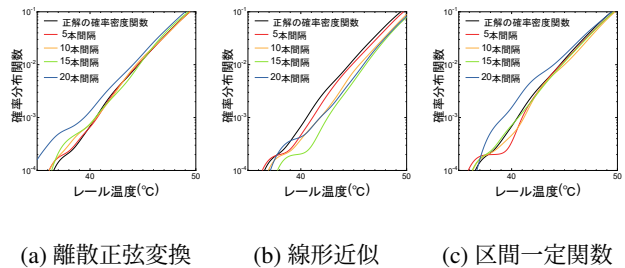 確率分布関数
10-1
10-2
10-3
10-4
正解の確率密度関数
5本間隔
10本間隔
15本間隔
20本間隔
40
50
レール温度(℃)
確率分布関数
10-1
10-2
10-3
10-4
正解の確率密度関数
5本間隔
10本間隔
15本間隔
20本間隔
40
50
レール温度(℃)
確率分布関数
10-1
10-2
10-3
10-4
正解の確率密度関数
5本間隔
10本間隔
15本間隔
20本間隔
40
50
レール温度(℃)
(a) 離散正弦変換
(b) 線形近似
(c) 区間一定関数